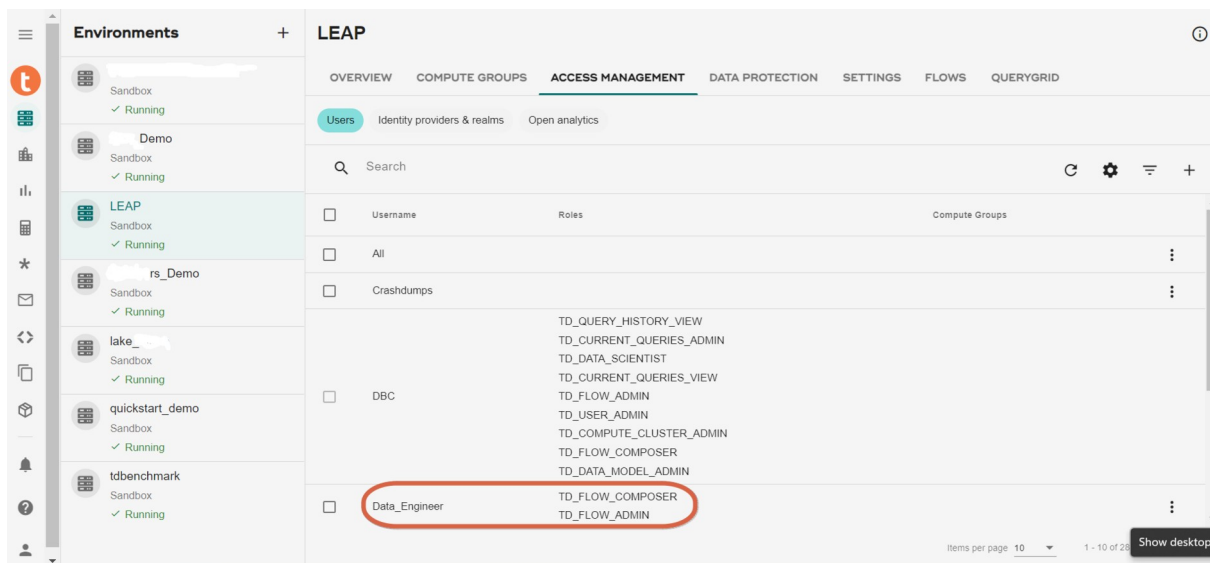 Environments +
Sandbox
Running
Demo
Sandbox
Running
LEAP
Sandbox
Running
rs_Demo
Sandbox
Running
lake_
Sandbox
Running
quickstart_demo
Sandbox
Running
tdbenchmark
Sandbox
Running
t
LEAP
OVERVIEW COMPUTE GROUPS ACCESS MANAGEMENT DATA PROTECTION SETTINGS FLOWS QUERYGRID
Users Identity providers & realms Open analytics
Search
Username Roles Compute Groups
All
Crashdumps
DBC
TD_QUERY_HISTORY_VIEW
TD_CURRENT_QUERIES_ADMIN
TD_DATA_SCIENTIST
TD_CURRENT_QUERIES_VIEW
TD_FLOW_ADMIN
TD_USER_ADMIN
TD_COMPUTE_CLUSTER_ADMIN
TD_FLOW_COMPOSER
TD_DATA_MODEL_ADMIN
Data_Engineer
TD_FLOW_COMPOSER
TD_FLOW_ADMIN
Items per page 10 1 - 10 of 28
Show desktop